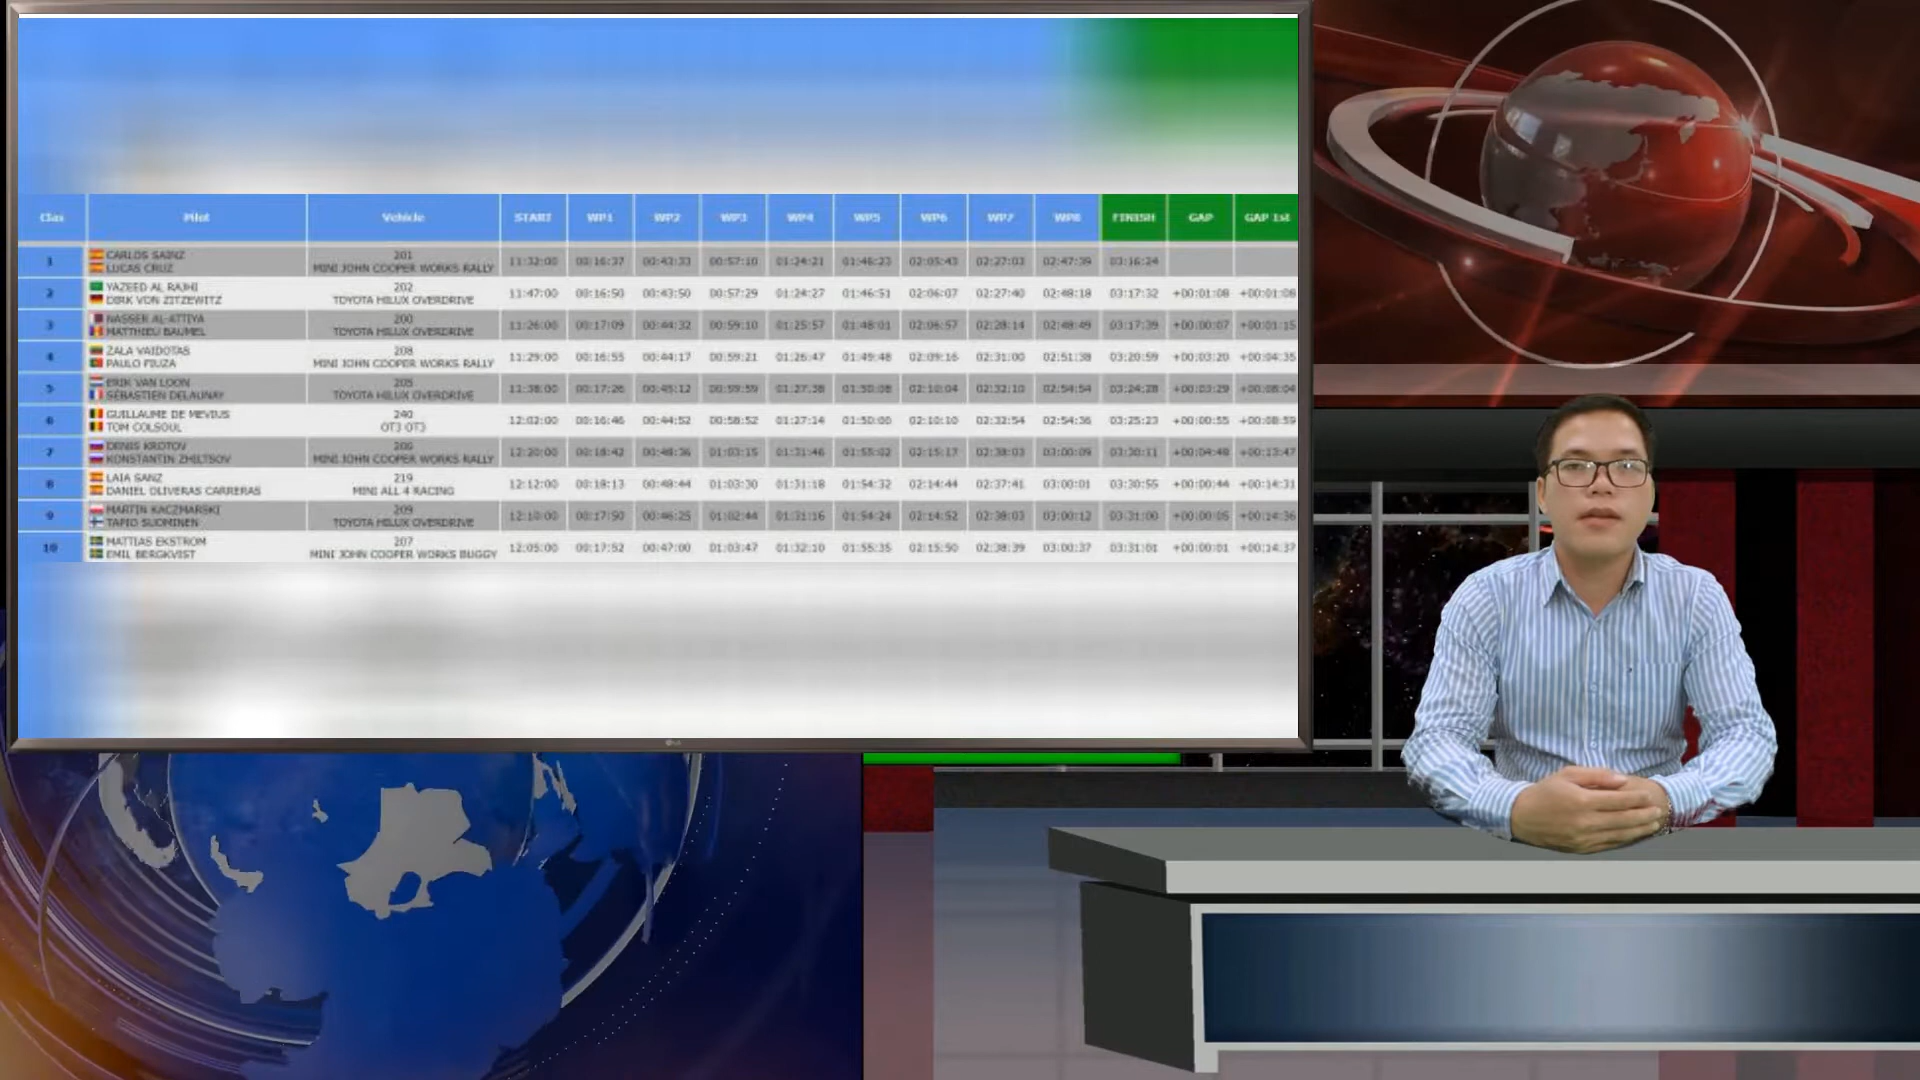 Clas Pilot Vehicle START WP1 WP2 WP3 WP4 WP5 WP6 WP7 WP8 FINISH GAP GAP 1st
1 CARLOS SAINZ 201 11:32:00 00:16:37 00:43:33 00:57:10 01:24:21 01:46:23 02:05:43 02:27:03 02:47:39 03:16:24
LUCAS CRUZ MINI JOHN COOPER WORKS RALLY
2 YAZEED AL RAJHI 202 11:47:00 00:16:50 00:43:50 00:57:29 01:24:27 01:46:51 02:06:07 02:27:40 02:48:18 03:17:32 +00:01:08 +00:01:08
DIRK VON ZITZEWITZ TOYOTA HILUX OVERDRIVE
3 NASSER AL-ATTIYA 200 11:26:00 00:17:09 00:44:32 00:59:10 01:25:57 01:48:01 02:06:57 02:28:14 02:48:49 03:17:39 +00:00:07 +00:01:15
MATTHIEU BAUMEL TOYOTA HILUX OVERDRIVE
4 ZALA VAIDOTAS 208 11:29:00 00:16:55 00:44:17 00:59:21 01:26:47 01:49:48 02:09:16 02:31:00 02:51:38 03:20:59 +00:03:20 +00:04:35
PAULO FIUZA MINI JOHN COOPER WORKS RALLY
5 ERIK VAN LOON 205 11:38:00 00:17:26 00:45:12 00:59:59 01:27:38 01:50:08 02:10:04 02:32:10 02:54:54 03:24:28 +00:03:29 +00:08:04
SÉBASTIEN DELAUNAY TOYOTA HILUX OVERDRIVE
6 GUILLAUME DE MEVIUS 240 12:02:00 00:16:46 00:44:52 00:58:52 01:27:14 01:50:00 02:10:10 02:32:54 02:54:36 03:25:23 +00:00:55 +00:08:59
TOM COLSOUL OT3 OT3
7 DENIS KROTOV 206 12:20:00 00:18:42 00:48:36 01:03:15 01:31:46 01:55:02 02:15:17 02:38:03 03:00:09 03:30:11 +00:04:48 +00:13:47
KONSTANTIN ZHILTSOV MINI JOHN COOPER WORKS RALLY
8 LAIA SANZ 219 12:12:00 00:18:13 00:48:44 01:03:30 01:31:18 01:54:32 02:14:44 02:37:41 03:00:01 03:30:55 +00:00:44 +00:14:31
DANIEL OLIVERAS CARRERAS MINI ALL 4 RACING
9 MARTIN KACZMARSKI 209 12:10:00 00:17:50 00:46:25 01:02:44 01:31:16 01:54:24 02:14:52 02:38:03 03:00:12 03:31:00 +00:00:05 +00:14:36
TAPIO SUOMINEN TOYOTA HILUX OVERDRIVE
10 MATTIAS EKSTROM 207 12:05:00 00:17:52 00:47:00 01:03:47 01:32:10 01:55:35 02:15:50 02:38:39 03:00:37 03:31:01 +00:00:01 +00:14:37
EMIL BERGKVIST MINI JOHN COOPER WORKS BUGGY